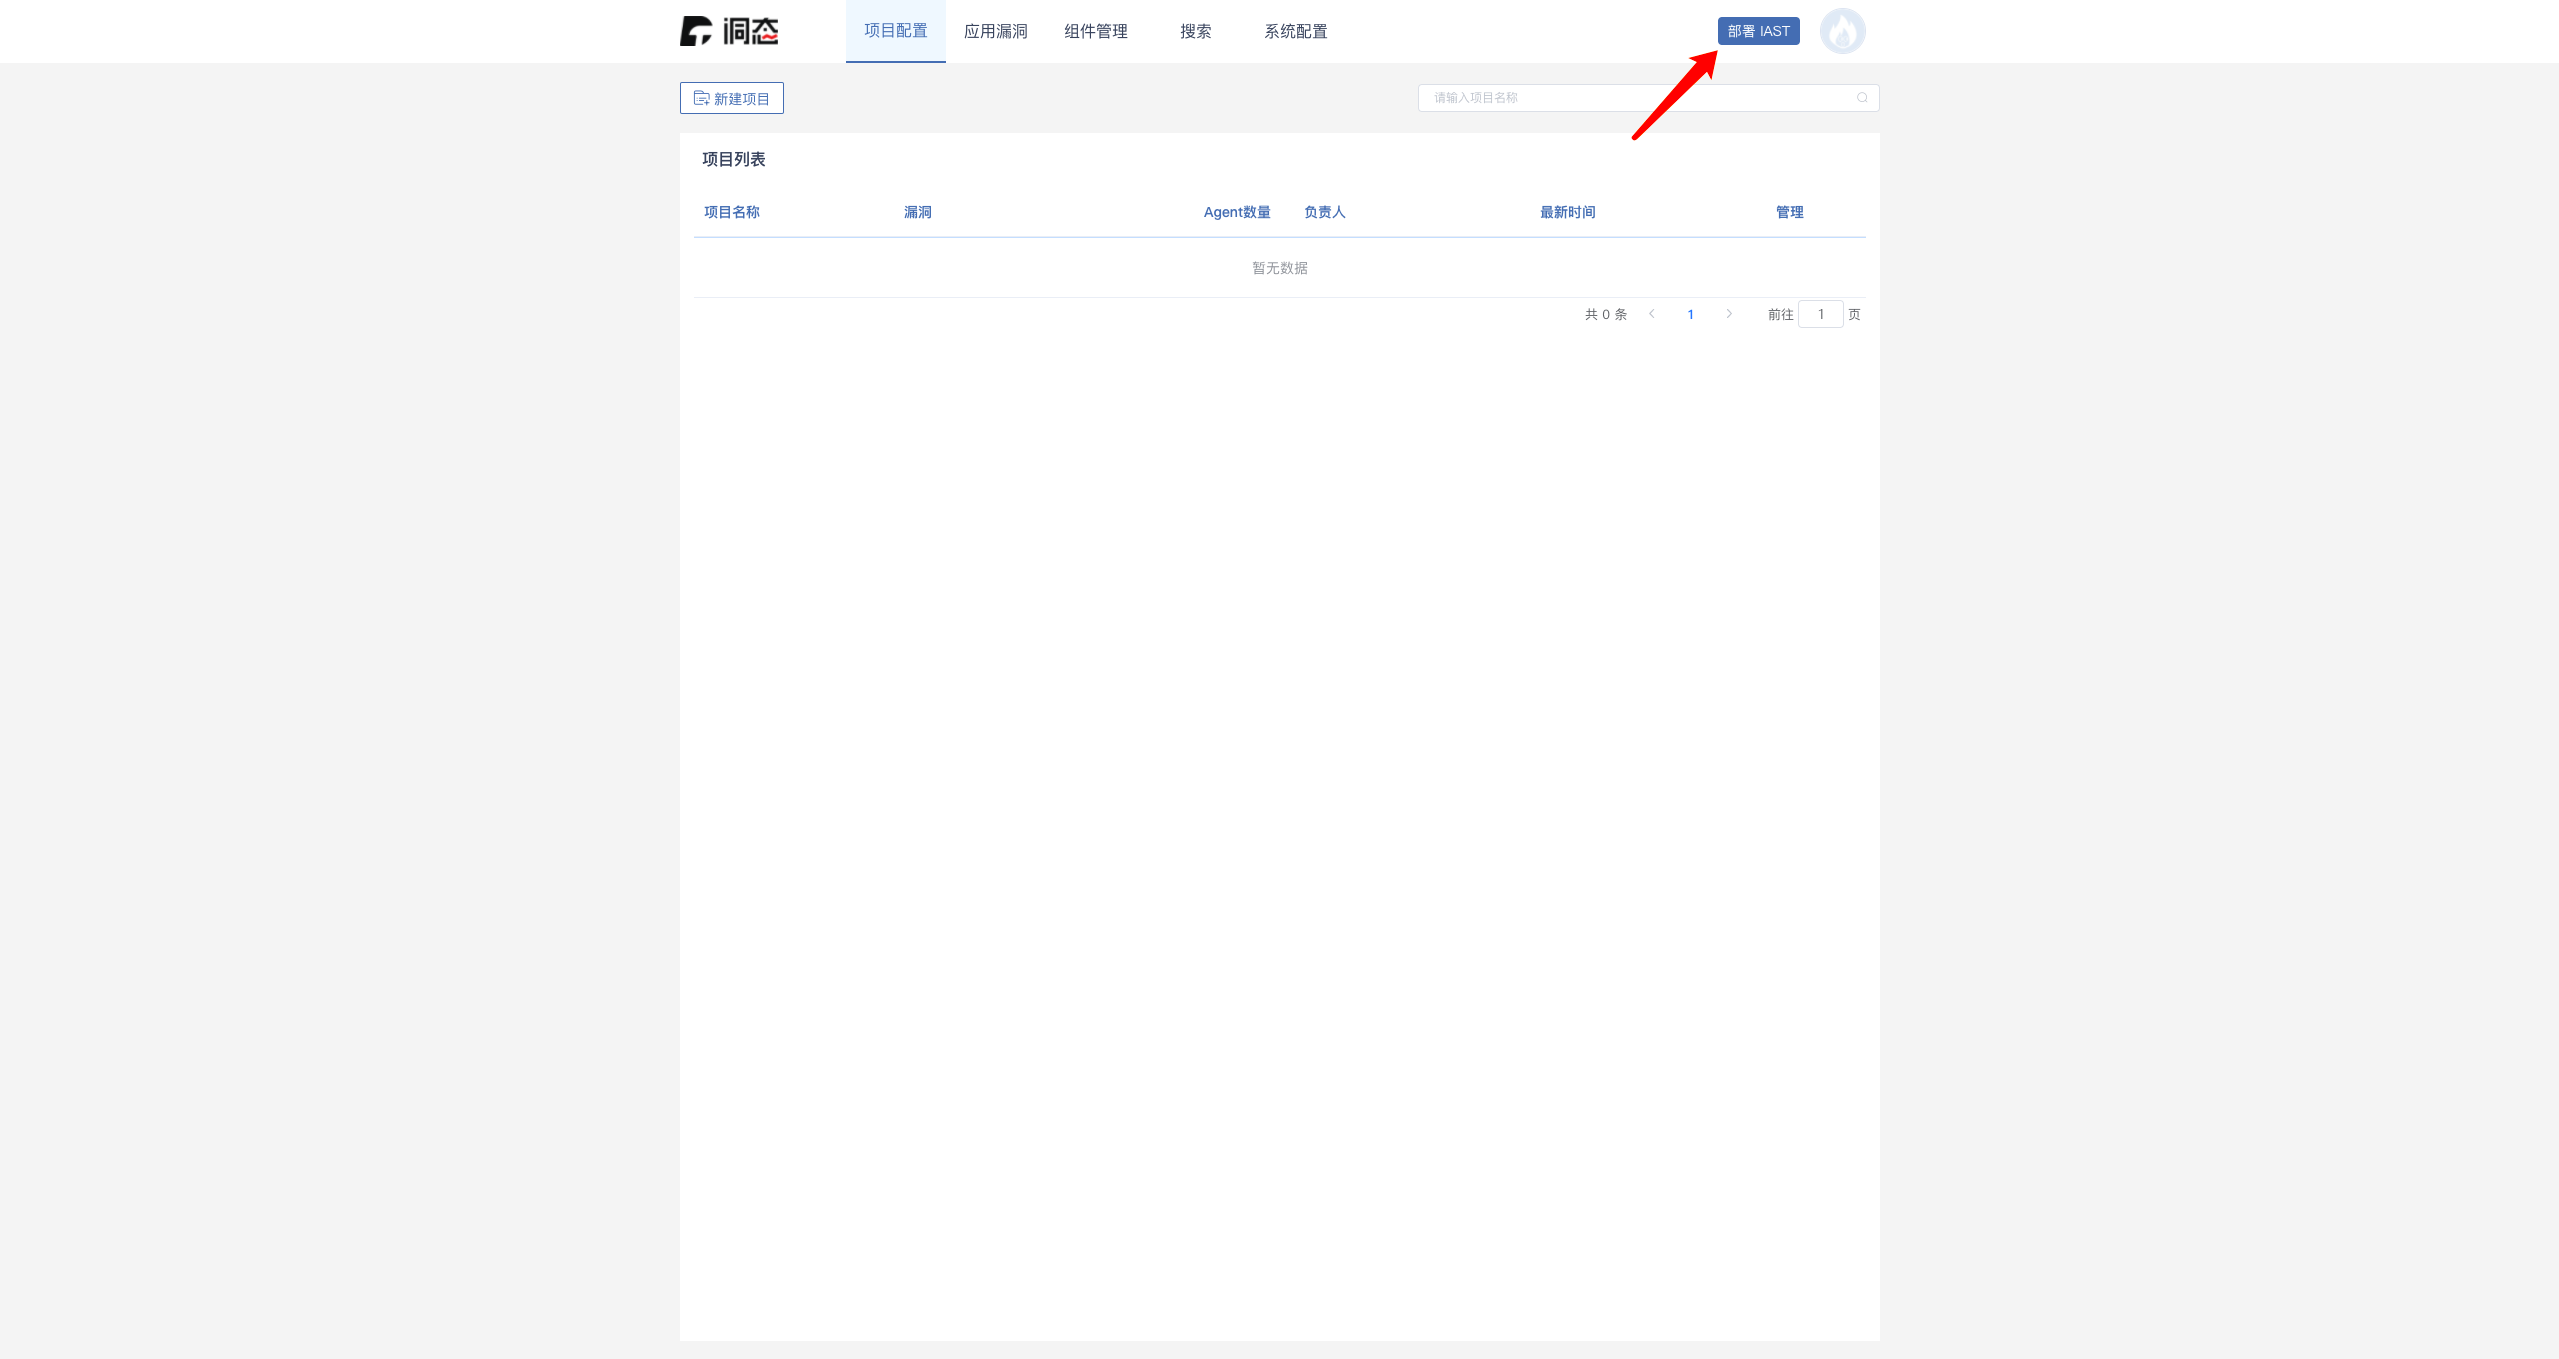 洞态
项目配置
应用漏洞
组件管理
搜索
系统配置
部署 IAST
新建项目
请输入项目名称
项目列表
项目名称 漏洞 Agent数量 负责人 最新时间 管理
暂无数据
共 0 条 1 前往 1 页